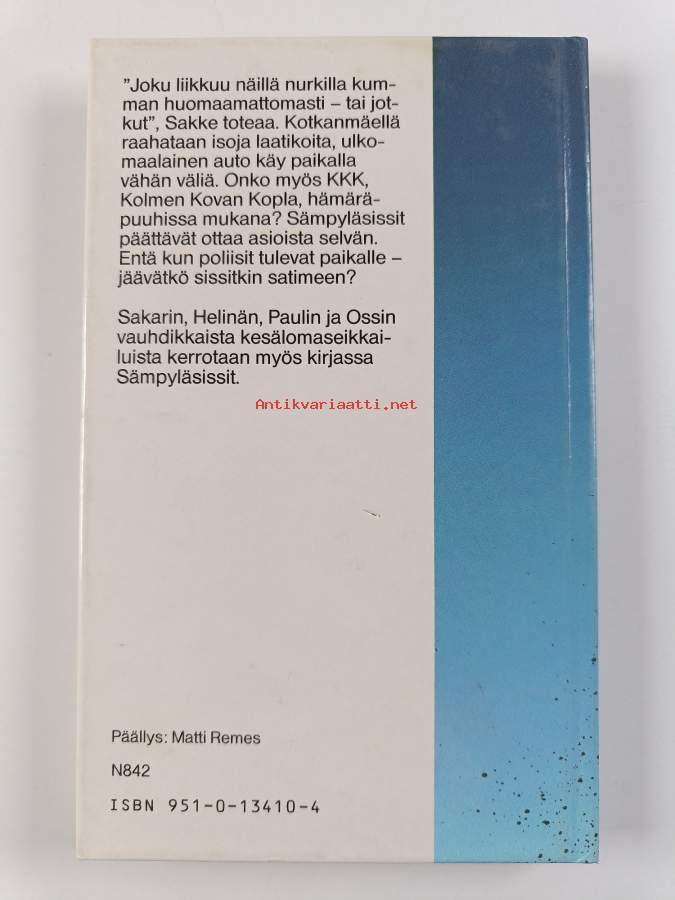 ”Joku liikkuu näillä nurkilla kum-
man huomaamattomasti – tai jot-
kut”, Sakke toteaa. Kotkanmäellä
raahataan isoja laatikoita, ulko-
maalainen auto käy paikalla
vähän väliä. Onko myös KKK,
Kolmen Kovan Kopla, hämärä-
puuhissa mukana? Sämpyläsissit
päättävät ottaa asioista selvän.
Entä kun poliisit tulevat paikalle –
jäävätkö sissitkin satimeen?
Sakarin, Helinän, Paulin ja Ossin
vauhdikkaista kesälomaseikkai-
luista kerrotaan myös kirjassa
Sämpyläsissit.
Antikvariaatti.net
Päällys: Matti Remes
N842
ISBN 951-0-13410-4